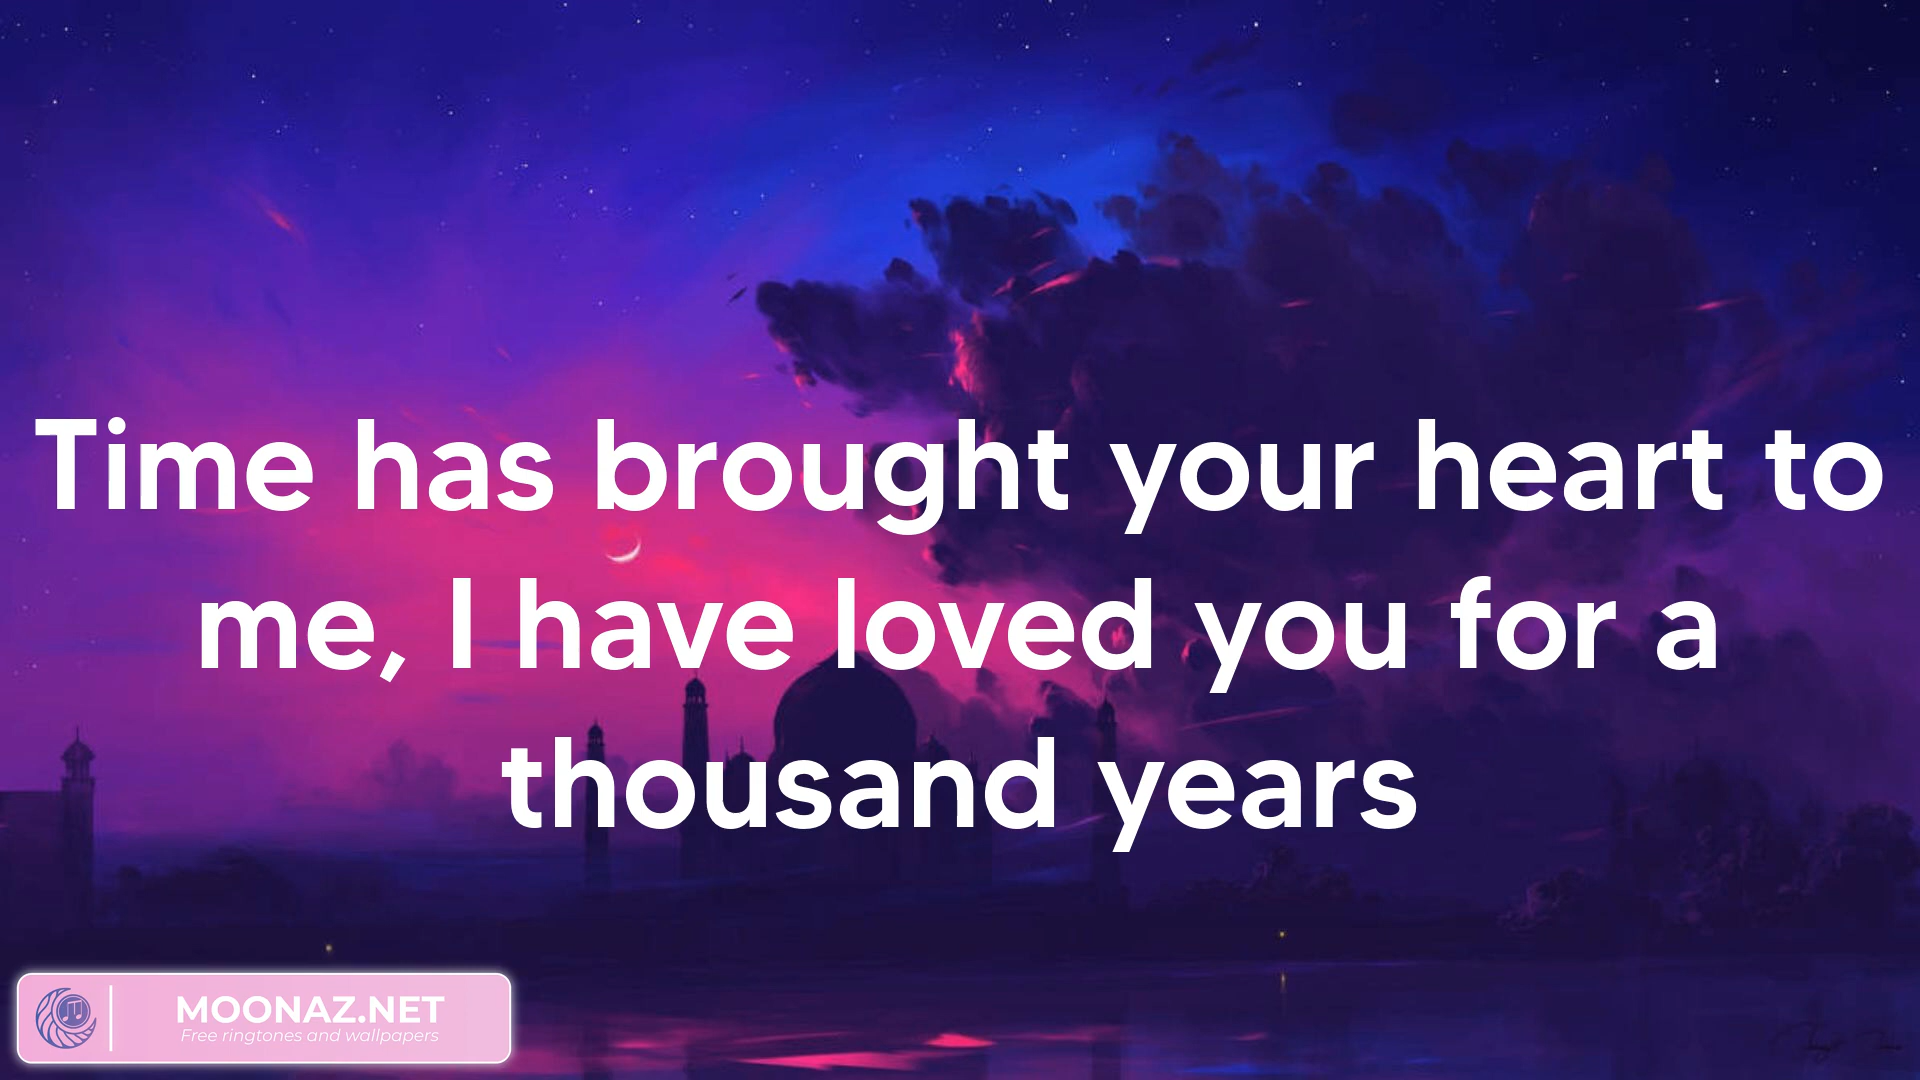 Time has brought your heart to
me, I have loved you for a
thousand years
MOONAZ.NET
Free ringtones and wallpapers